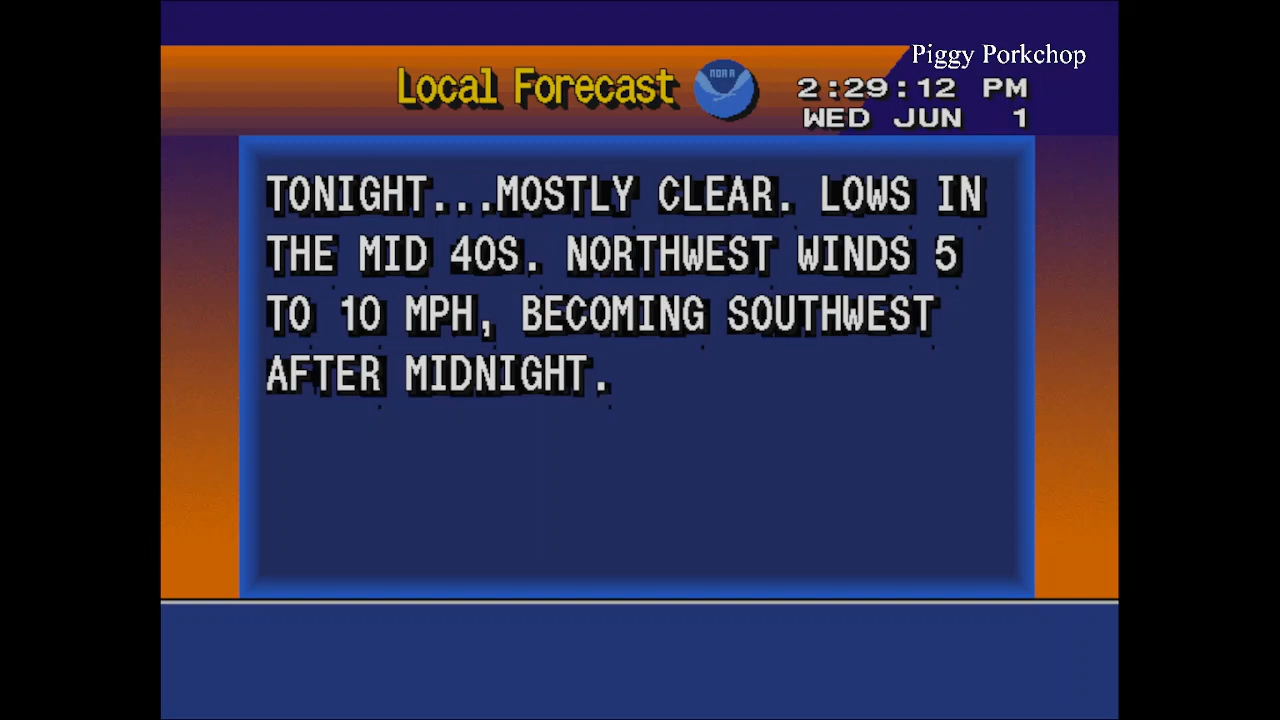 Piggy Porkchop
Local Forecast
NOAA
2:29:12 PM
WED JUN 1
TONIGHT...MOSTLY CLEAR. LOWS IN
THE MID 40S. NORTHWEST WINDS 5
TO 10 MPH, BECOMING SOUTHWEST
AFTER MIDNIGHT.